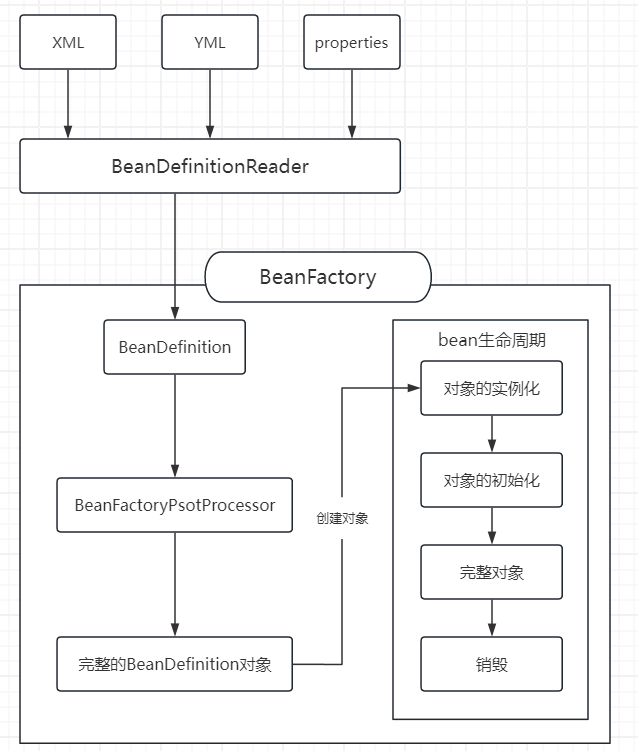 XML
YML
properties
BeanDefinitionReader
BeanFactory
BeanDefinition
BeanFactoryPsotProcessor
完整的BeanDefinition对象
创建对象
bean生命周期
对象的实例化
对象的初始化
完整对象
销毁